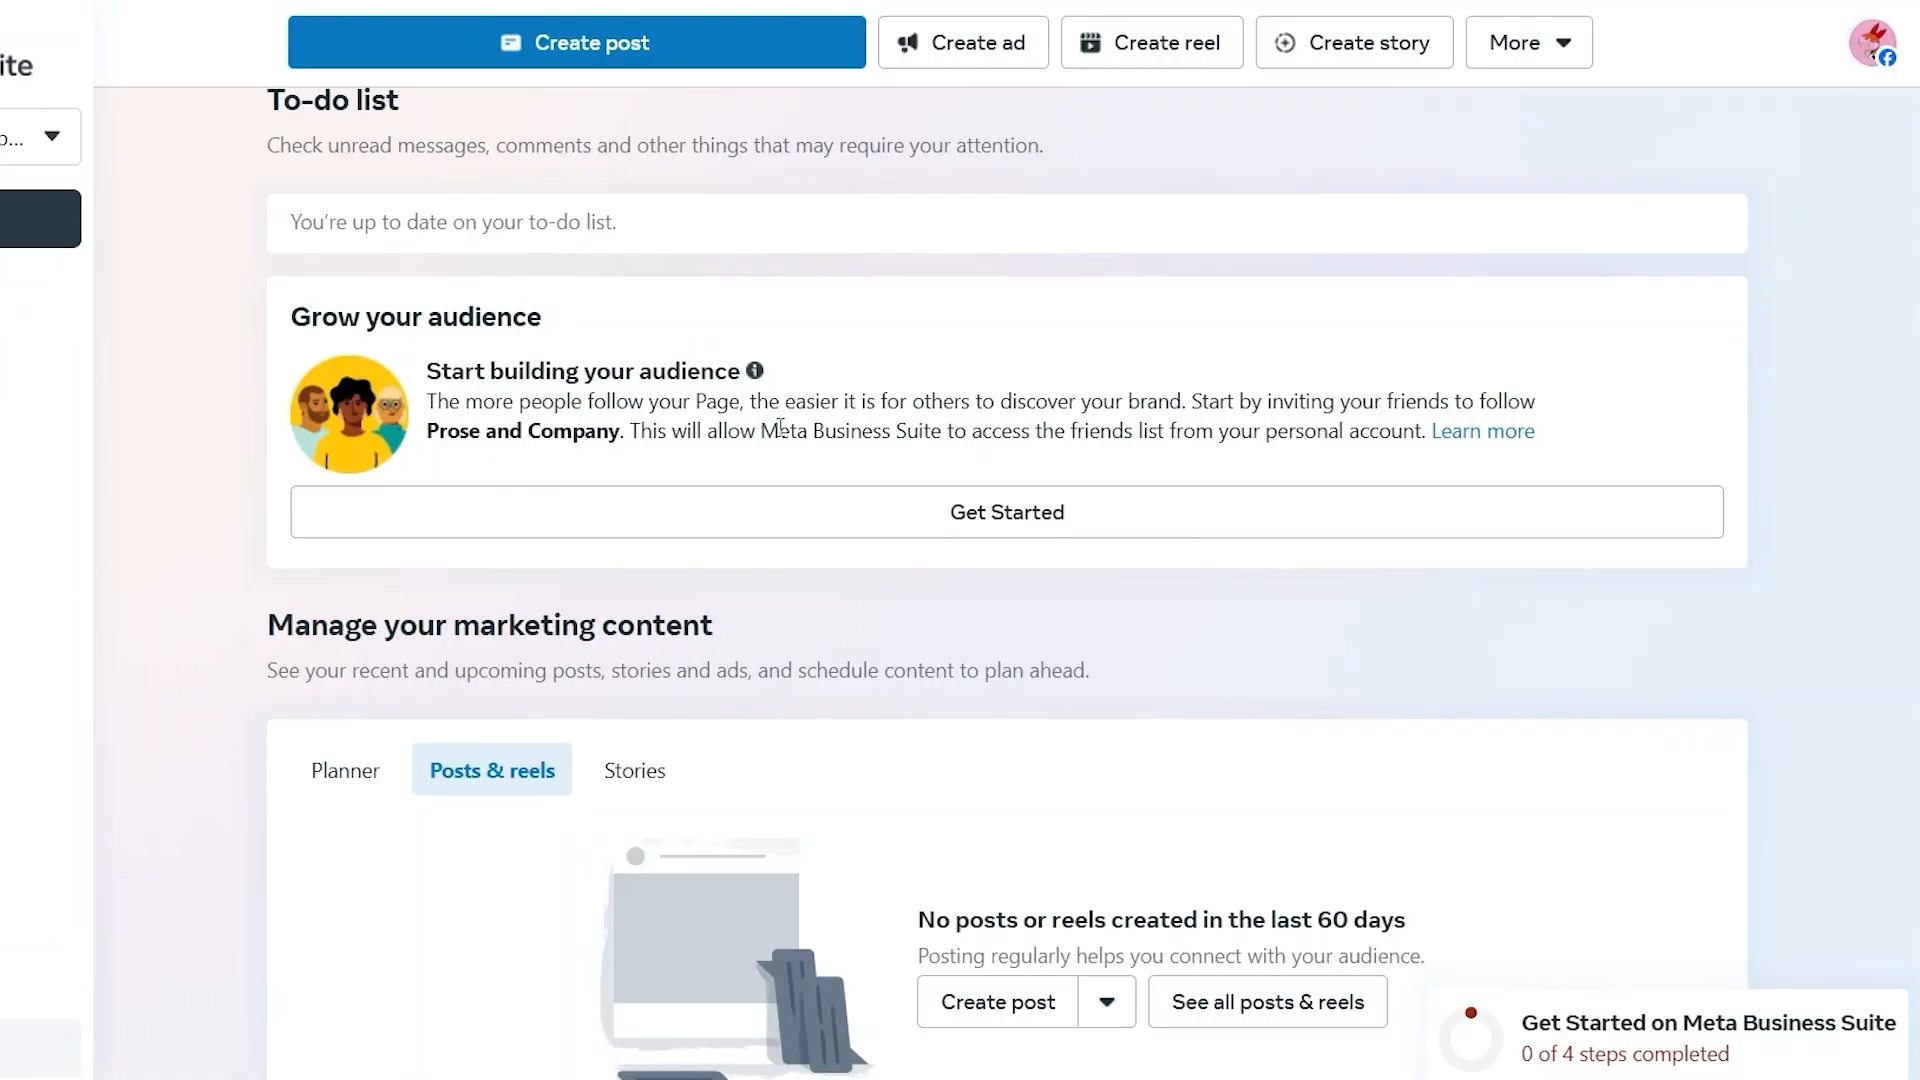 Create post
Create ad
Create reel
Create story
More
ite
p...
To-do list
Check unread messages, comments and other things that may require your attention.
You’re up to date on your to-do list.
Grow your audience
Start building your audience
The more people follow your Page, the easier it is for others to discover your brand. Start by inviting your friends to follow
Prose and Company. This will allow Meta Business Suite to access the friends list from your personal account. Learn more
Get Started
Manage your marketing content
See your recent and upcoming posts, stories and ads, and schedule content to plan ahead.
Planner
Posts & reels
Stories
No posts or reels created in the last 60 days
Posting regularly helps you connect with your audience.
Create post
See all posts & reels
Get Started on Meta Business Suite
0 of 4 steps completed